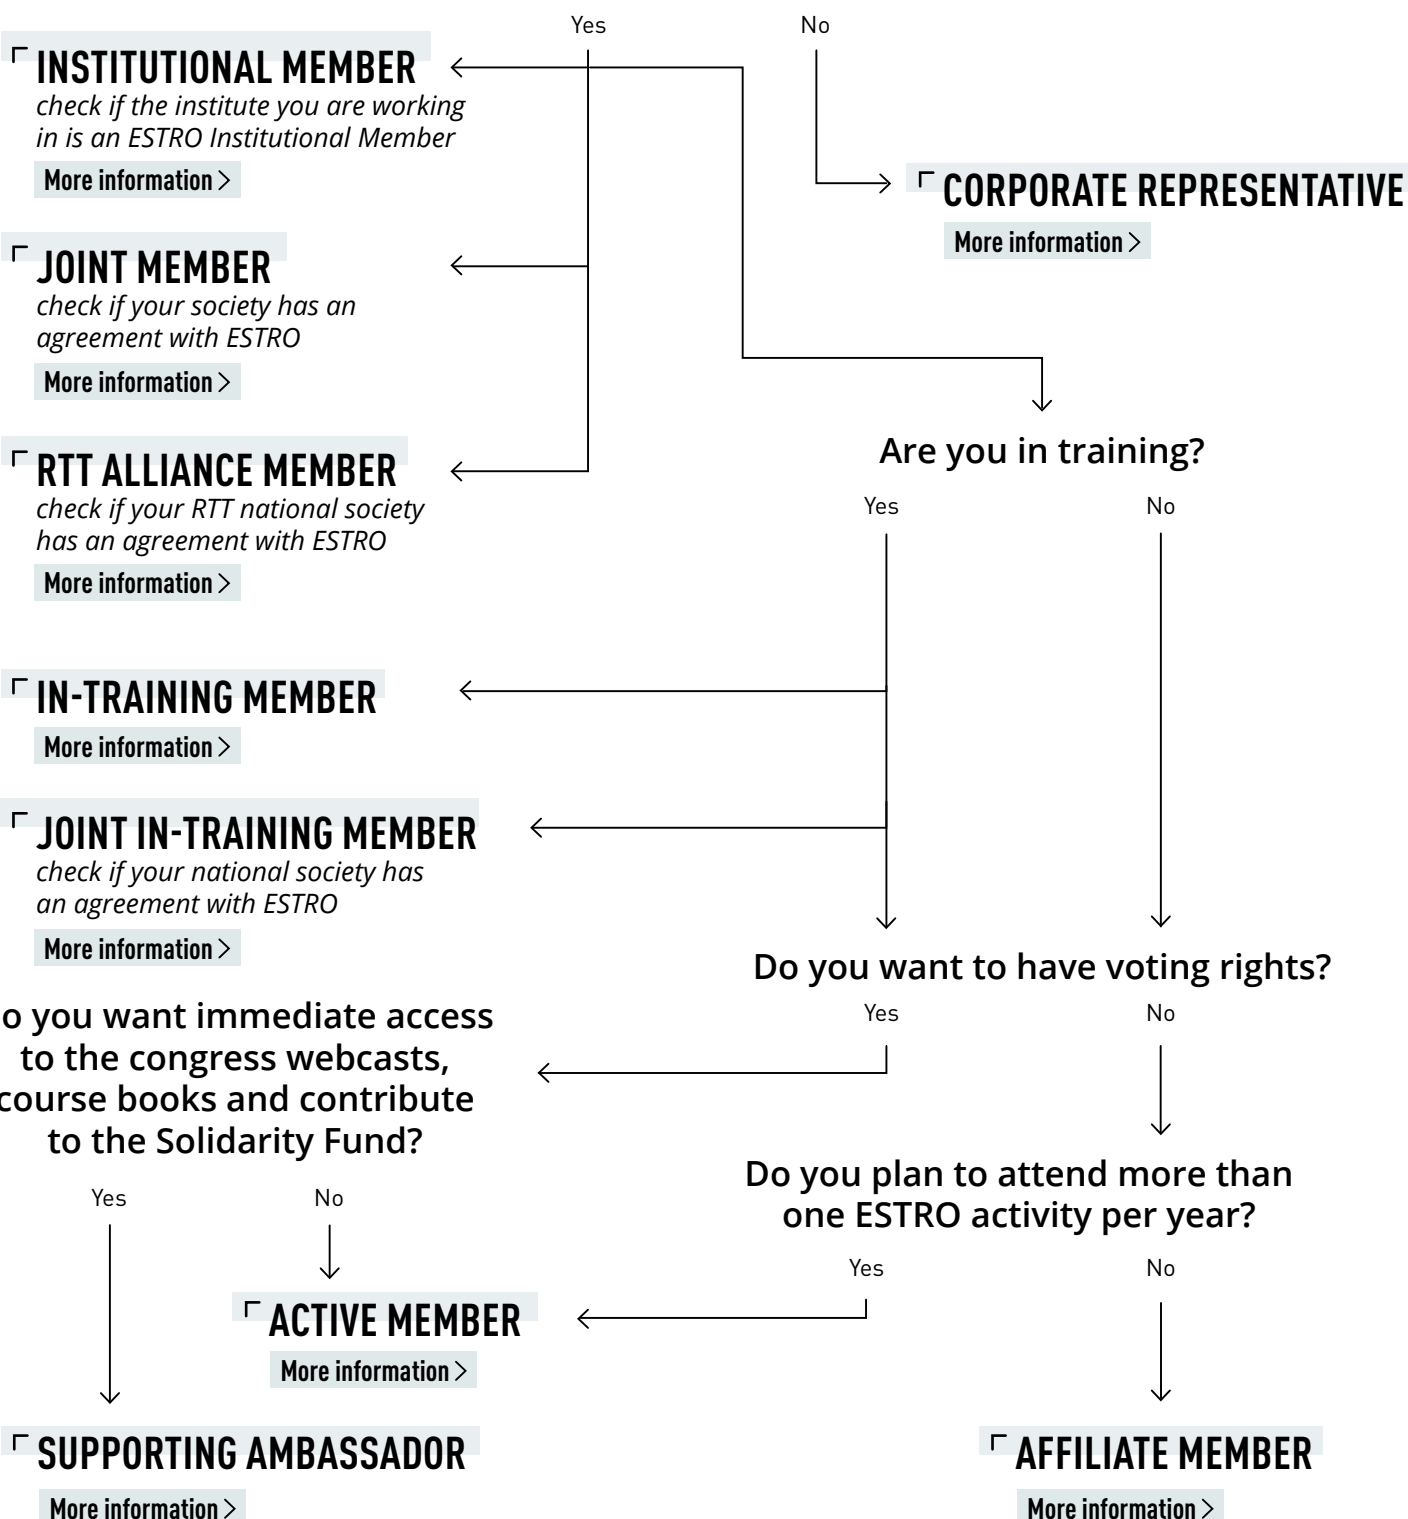 Yes
No
INSTITUTIONAL MEMBER
check if the institute you are working
in is an ESTRO Institutional Member
More information >
CORPORATE REPRESENTATIVE
More information >
JOINT MEMBER
check if your society has an
agreement with ESTRO
More information >
RTT ALLIANCE MEMBER
check if your RTT national society
has an agreement with ESTRO
More information >
Are you in training?
Yes
No
IN-TRAINING MEMBER
More information >
JOINT IN-TRAINING MEMBER
check if your national society has
an agreement with ESTRO
More information >
Do you want to have voting rights?
Yes
No
o you want immediate access
to the congress webcasts,
course books and contribute
to the Solidarity Fund?
Yes
No
Do you plan to attend more than
one ESTRO activity per year?
Yes
No
ACTIVE MEMBER
More information >
SUPPORTING AMBASSADOR
More information >
AFFILIATE MEMBER
More information >